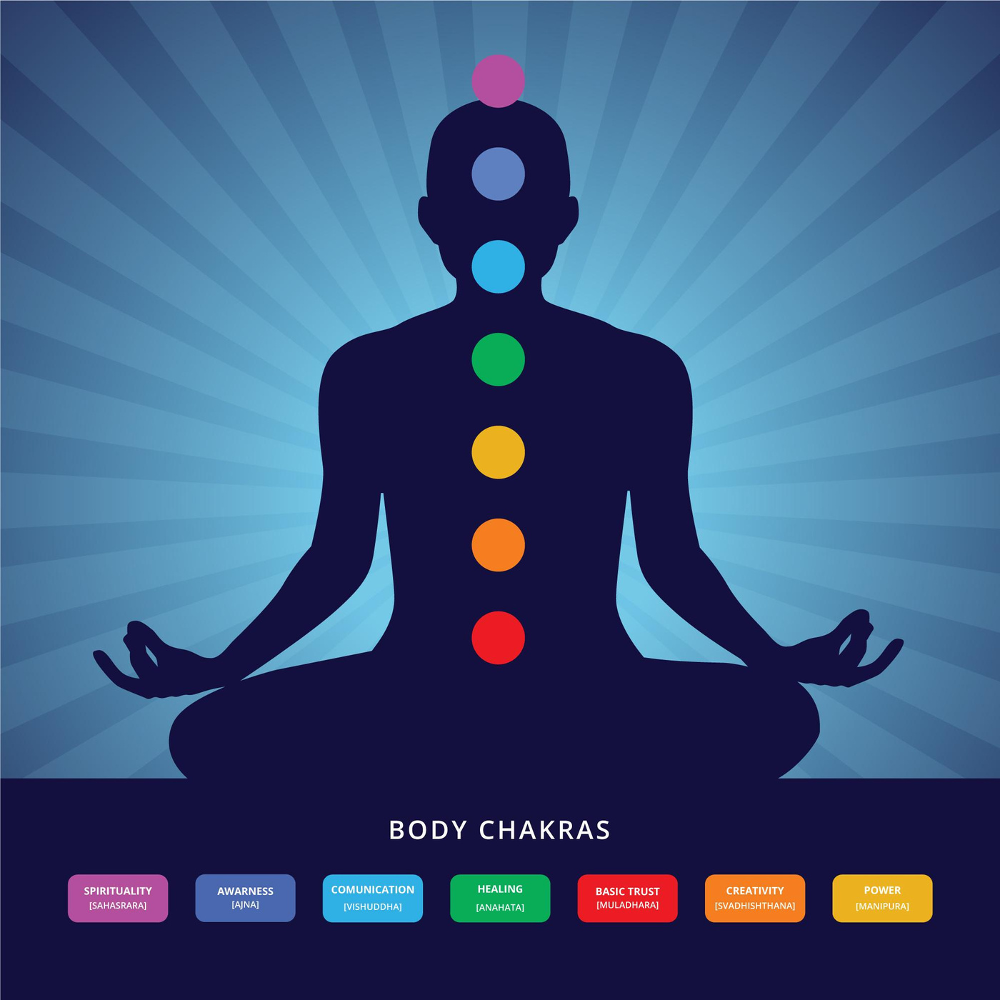 BODY CHAKRAS
SPIRITUALITY
[SAHASRARA]
AWARNESS
[AJNA]
COMUNICATION
[VISHUDDHA]
HEALING
[ANAHATA]
BASIC TRUST
[MULADHARA]
CREATIVITY
[SVADHISHTHANA]
POWER
[MANIPURA]